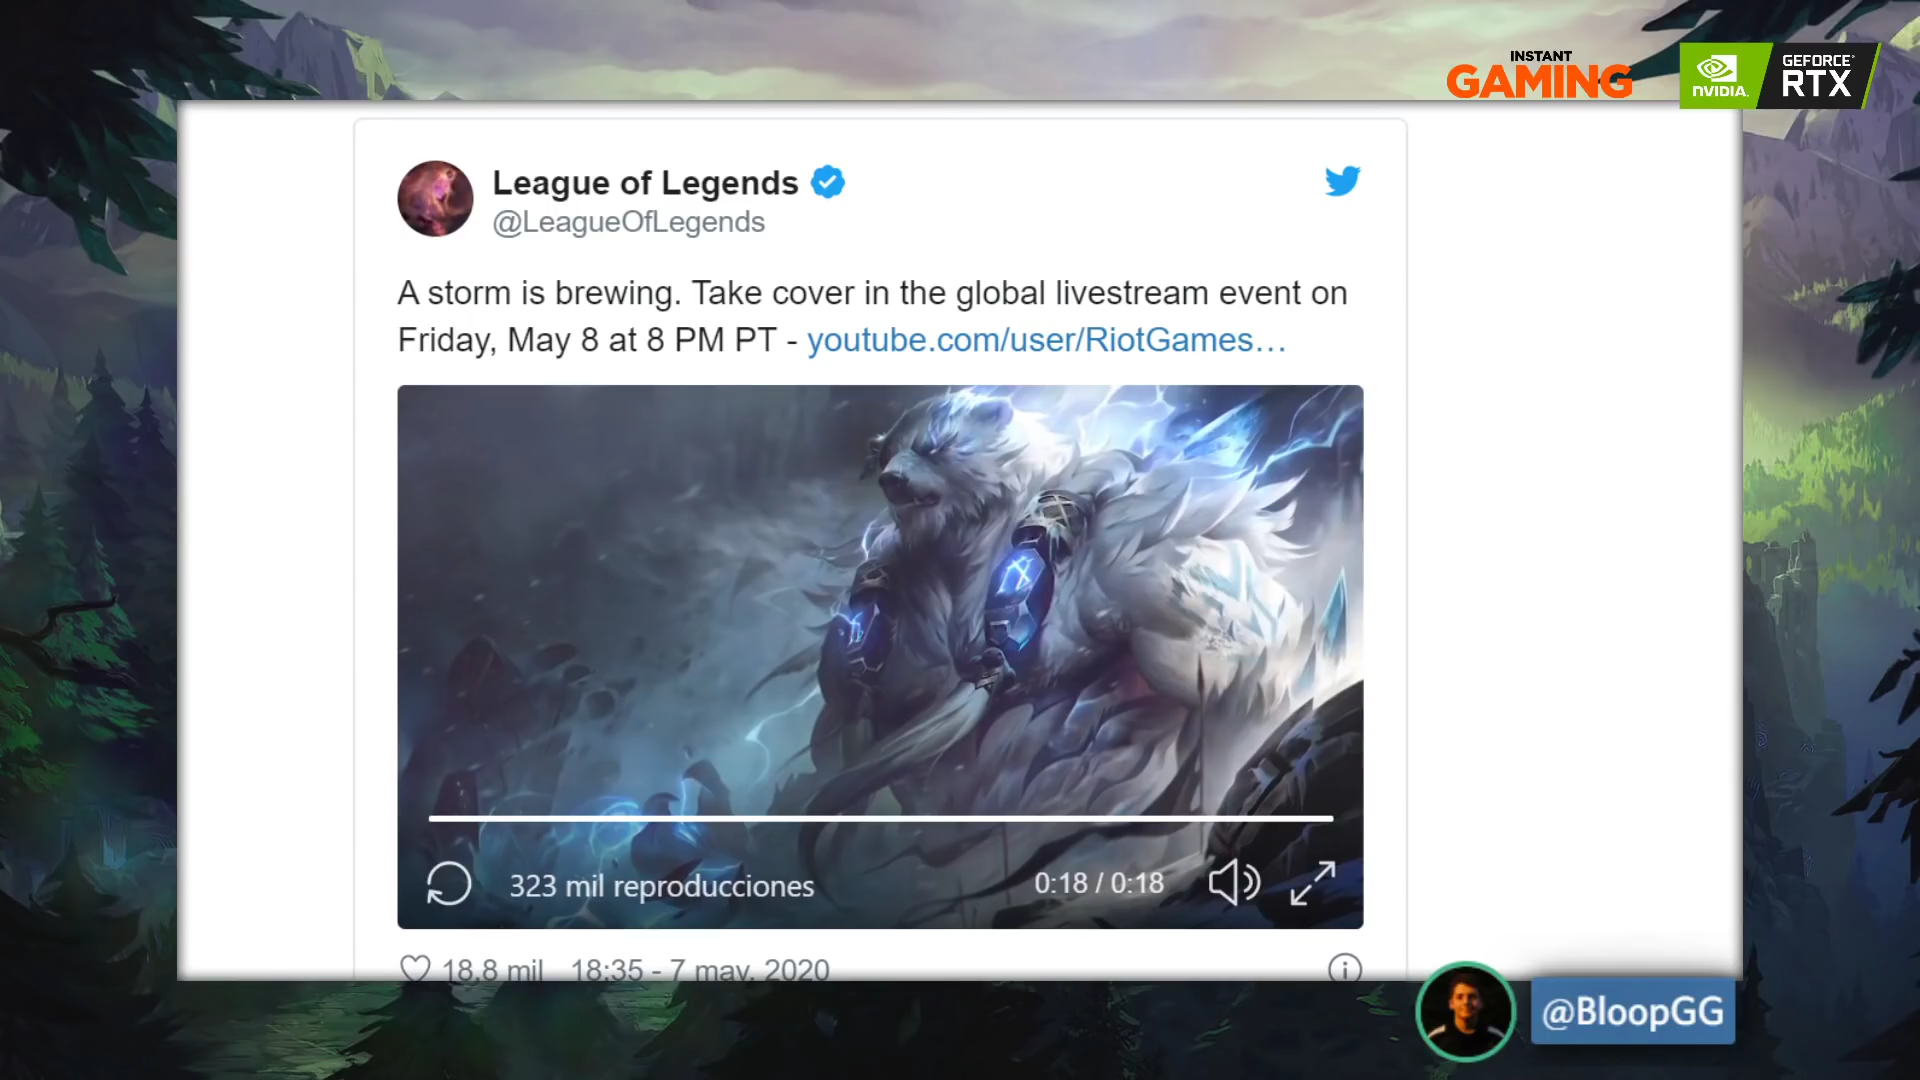 INSTANT
GAMING
NVIDIA.
GEFORCE
RTX
League of Legends
@LeagueOfLegends
A storm is brewing. Take cover in the global livestream event on
Friday, May 8 at 8 PM PT - youtube.com/user/RiotGames…
323 mil reproducciones
0:18 / 0:18
18,8 mil 18:35 - 7 may. 2020
@BloopGG